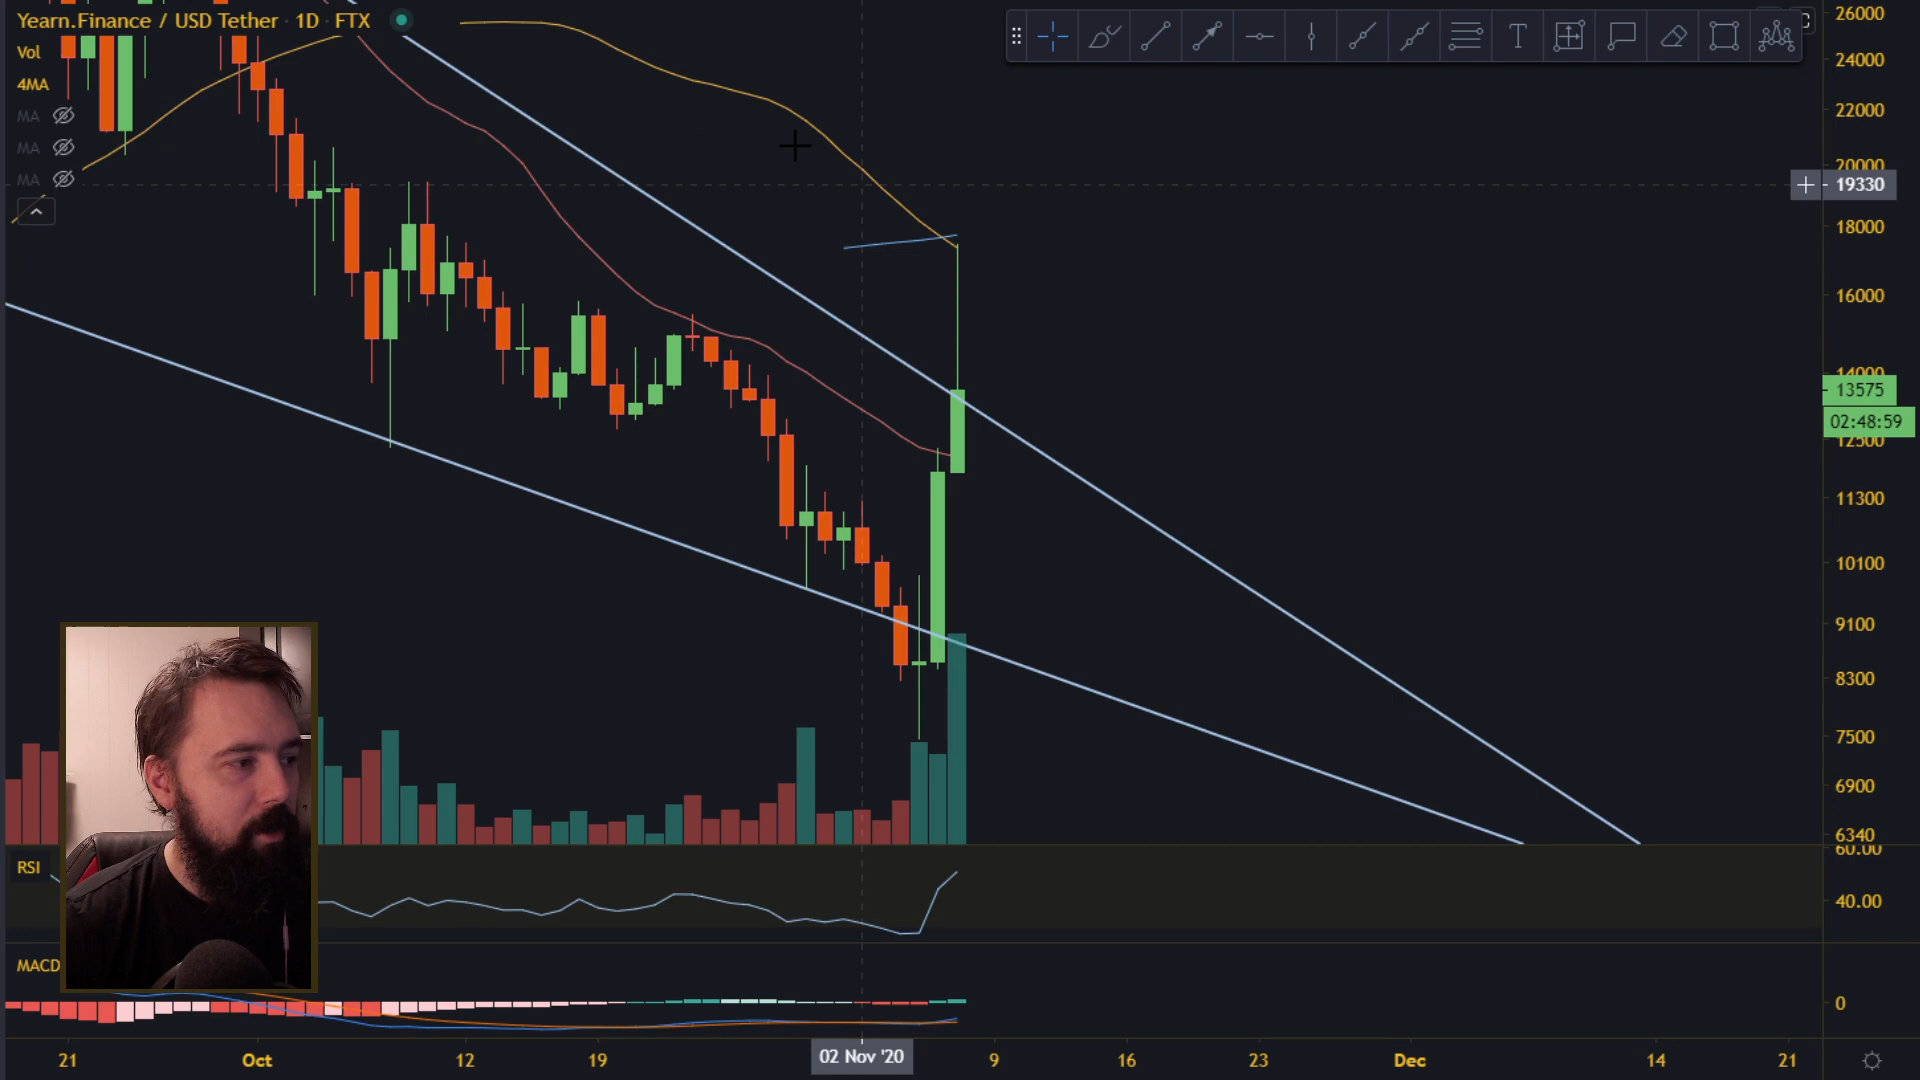 Yearn.Finance / USD Tether · 1D · FTX
Vol
4MA
MA
MA
MA
T
26000
24000
22000
20000
19330
18000
16000
14000
13575
02:48:59
12500
11300
10100
9100
8300
7500
6900
6340
RSI
60.00
40.00
MACD
0
21
Oct
12
19
02 Nov '20
9
16
23
Dec
14
21